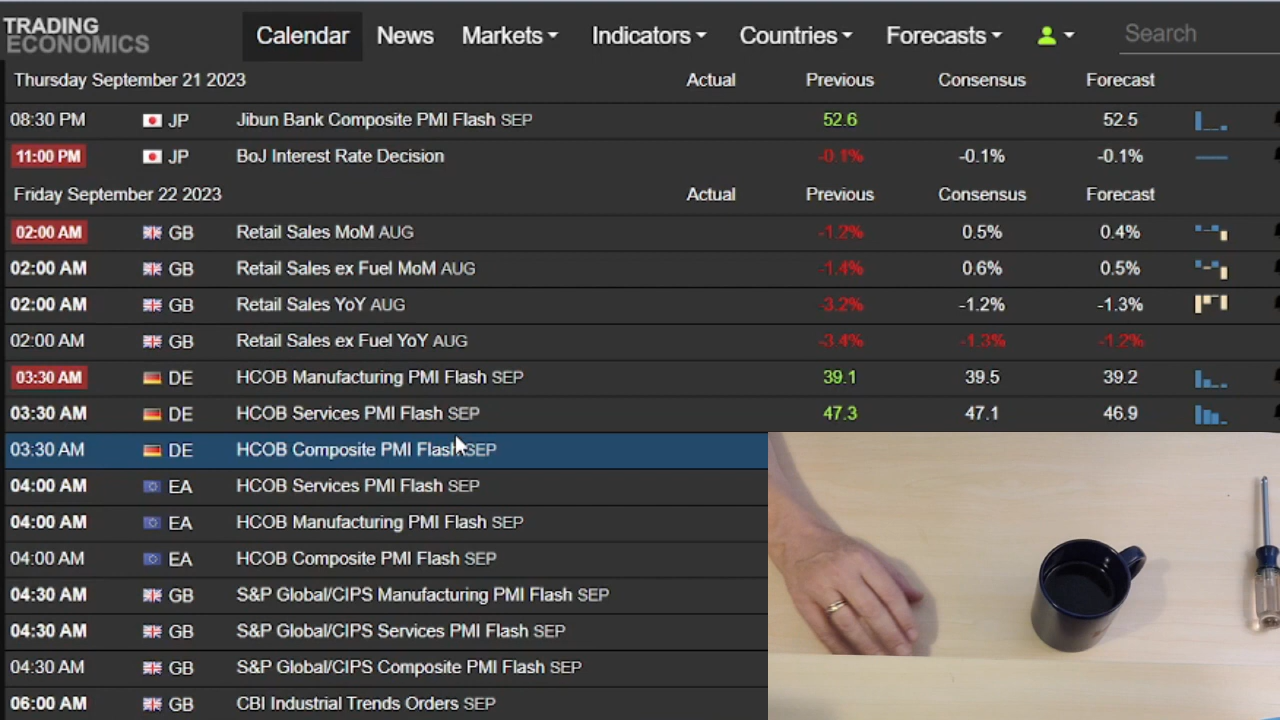 TRADING
ECONOMICS
Calendar News Markets Indicators Countries Forecasts Search
Thursday September 21 2023 Actual Previous Consensus Forecast
08:30 PM JP Jibun Bank Composite PMI Flash SEP 52.6 52.5
11:00 PM JP BoJ Interest Rate Decision -0.1% -0.1% -0.1%
Friday September 22 2023 Actual Previous Consensus Forecast
02:00 AM GB Retail Sales MoM AUG -1.2% 0.5% 0.4%
02:00 AM GB Retail Sales ex Fuel MoM AUG -1.4% 0.6% 0.5%
02:00 AM GB Retail Sales YoY AUG -3.2% -1.2% -1.3%
02:00 AM GB Retail Sales ex Fuel YoY AUG -3.4% -1.3% -1.2%
03:30 AM DE HCOB Manufacturing PMI Flash SEP 39.1 39.5 39.2
03:30 AM DE HCOB Services PMI Flash SEP 47.3 47.1 46.9
03:30 AM DE HCOB Composite PMI Flash SEP
04:00 AM EA HCOB Services PMI Flash SEP
04:00 AM EA HCOB Manufacturing PMI Flash SEP
04:00 AM EA HCOB Composite PMI Flash SEP
04:30 AM GB S&P Global/CIPS Manufacturing PMI Flash SEP
04:30 AM GB S&P Global/CIPS Services PMI Flash SEP
04:30 AM GB S&P Global/CIPS Composite PMI Flash SEP
06:00 AM GB CBI Industrial Trends Orders SEP